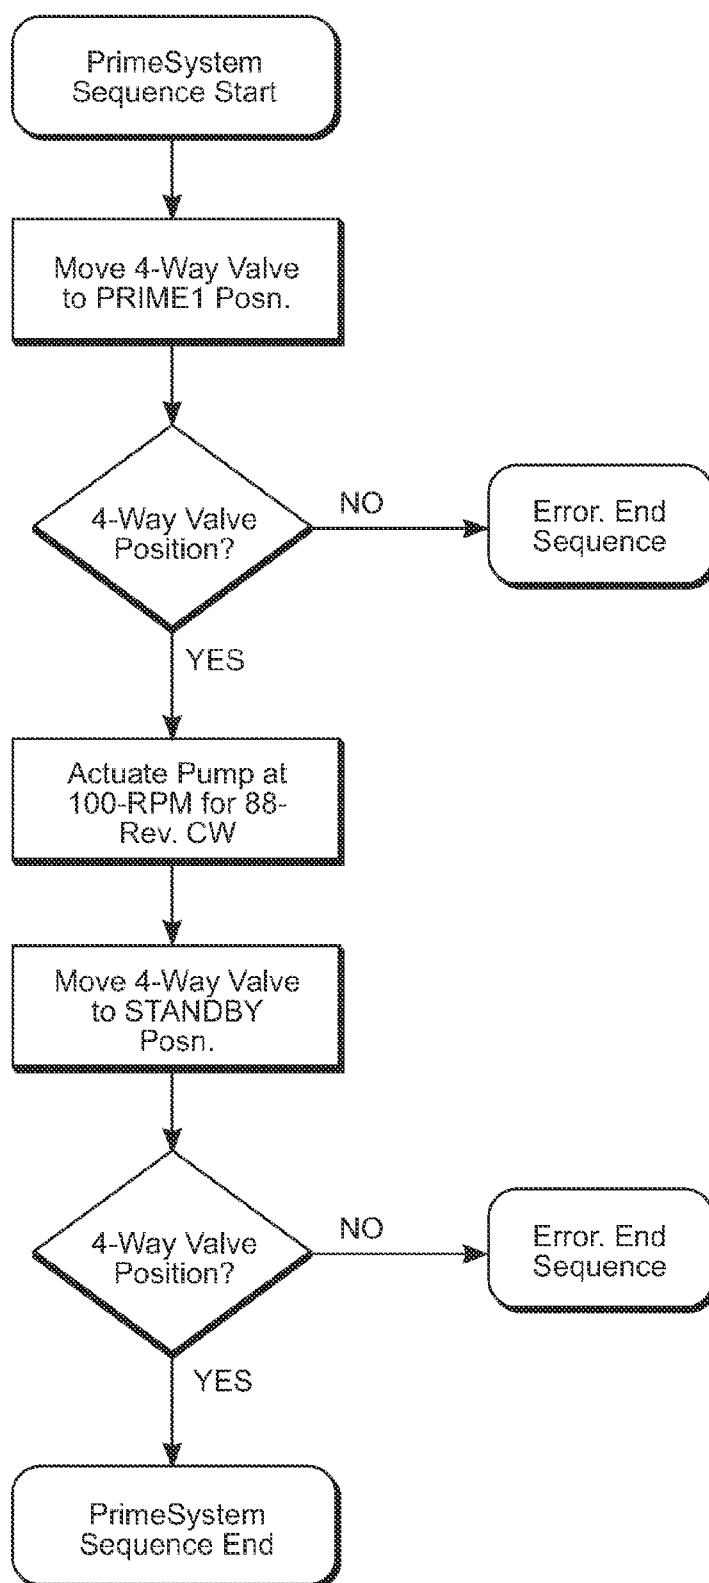 PrimeSystem
Sequence Start
Move 4-Way Valve
to PRIME1 Posn.
4-Way Valve
Position?
NO
Error. End
Sequence
YES
Actuate Pump at
100-RPM for 88-
Rev. CW
Move 4-Way Valve
to STANDBY
Posn.
4-Way Valve
Position?
NO
Error. End
Sequence
YES
PrimeSystem
Sequence End